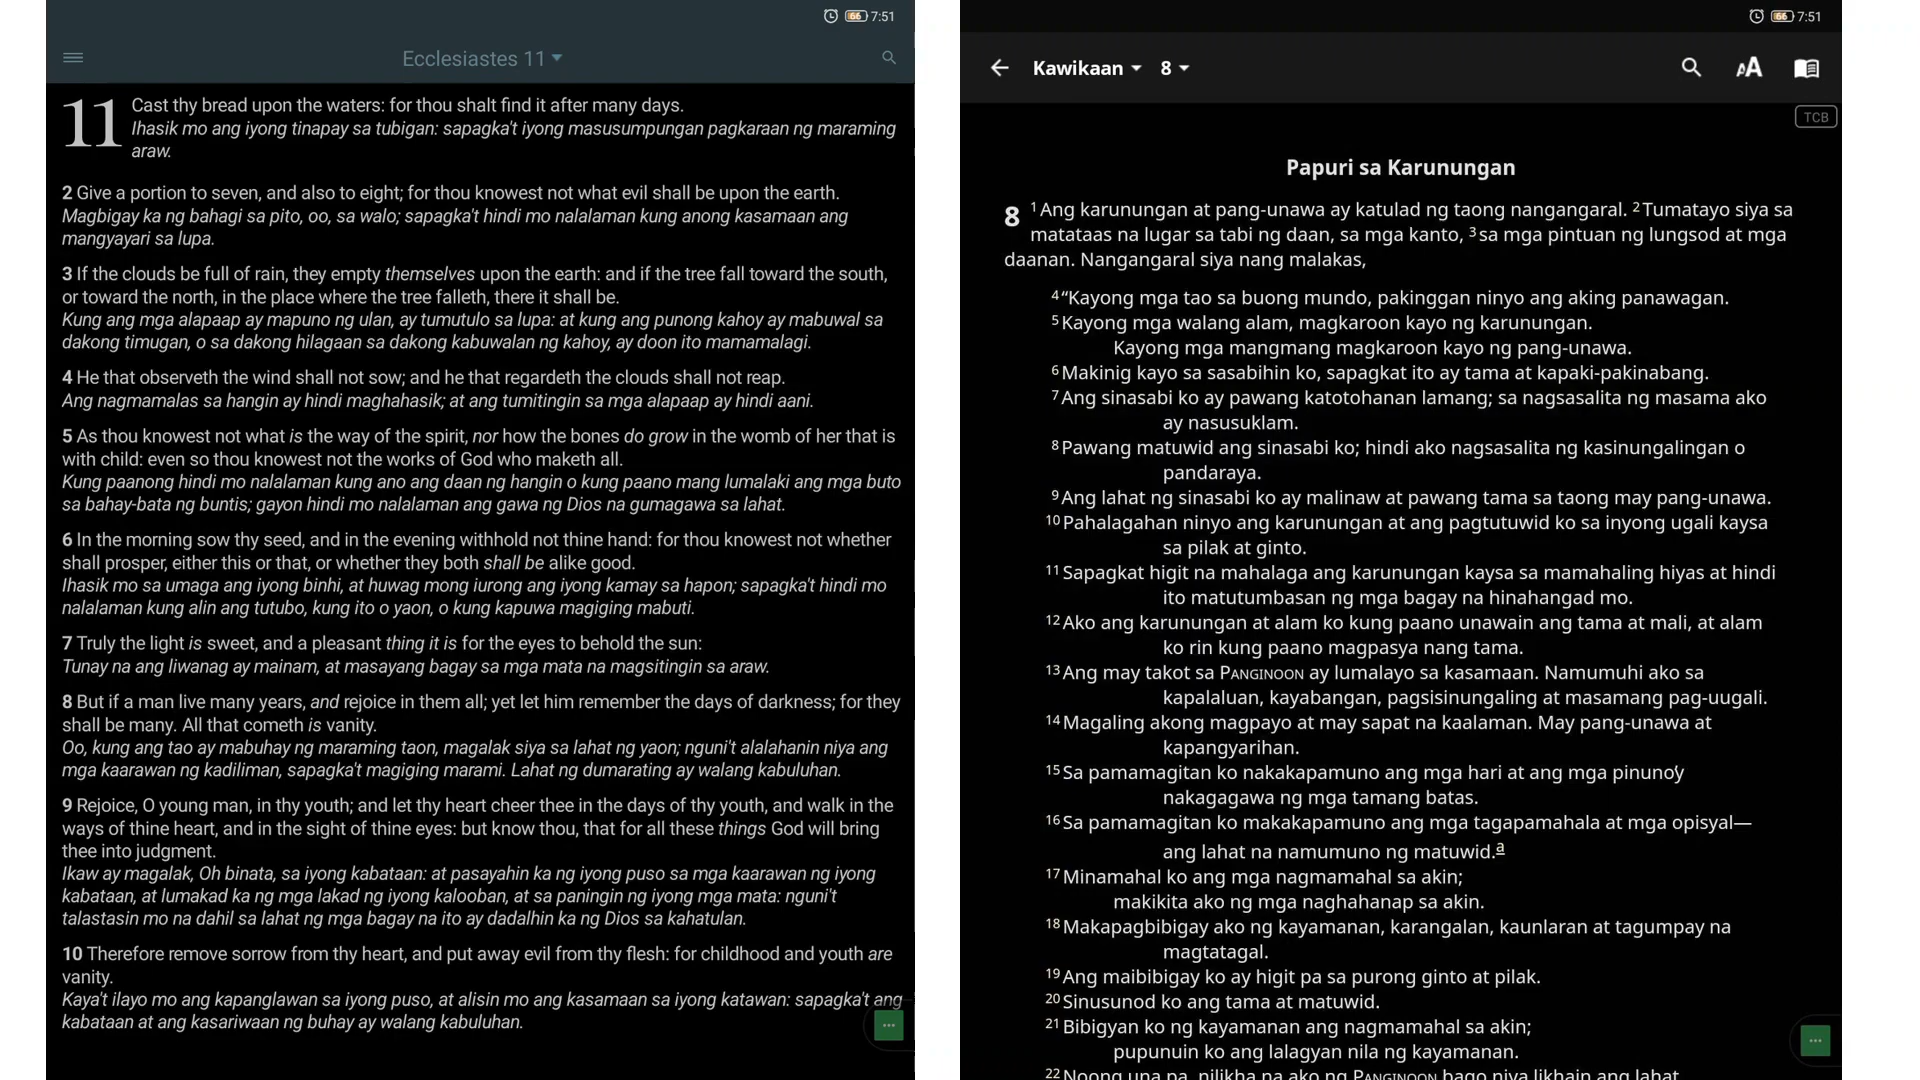 7:51
Ecclesiastes 11
11 Cast thy bread upon the waters: for thou shalt find it after many days.
Ihasik mo ang iyong tinapay sa tubigan: sapagka't iyong masusumpungan pagkaraan ng maraming
araw.
2 Give a portion to seven, and also to eight; for thou knowest not what evil shall be upon the earth.
Magbigay ka ng bahagi sa pito, oo, sa walo; sapagka't hindi mo nalalaman kung anong kasamaan ang
mangyayari sa lupa.
3 If the clouds be full of rain, they empty themselves upon the earth: and if the tree fall toward the south,
or toward the north, in the place where the tree falleth, there it shall be.
Kung ang mga alapaap ay mapuno ng ulan, ay tumutulo sa lupa: at kung ang punong kahoy ay mabuwal sa
dakong timugan, o sa dakong hilagaan sa dakong kabuwalan ng kahoy, ay doon ito mamamalagi.
4 He that observeth the wind shall not sow; and he that regardeth the clouds shall not reap.
Ang nagmamalas sa hangin ay hindi maghahasik; at ang tumitingin sa mga alapaap ay hindi aani.
5 As thou knowest not what is the way of the spirit, nor how the bones do grow in the womb of her that is
with child: even so thou knowest not the works of God who maketh all.
Kung paanong hindi mo nalalaman kung ano ang daan ng hangin o kung paano mang lumalaki ang mga buto
sa bahay-bata ng buntis; gayon hindi mo nalalaman ang gawa ng Dios na gumagawa sa lahat.
6 In the morning sow thy seed, and in the evening withhold not thine hand: for thou knowest not whether
shall prosper, either this or that, or whether they both shall be alike good.
Ihasik mo sa umaga ang iyong binhi, at huwag mong iurong ang iyong kamay sa hapon; sapagka't hindi mo
nalalaman kung alin ang tutubo, kung ito o yaon, o kung kapuwa magiging mabuti.
7 Truly the light is sweet, and a pleasant thing it is for the eyes to behold the sun:
Tunay na ang liwanag ay mainam, at masayang bagay sa mga mata na magsitingin sa araw.
8 But if a man live many years, and rejoice in them all; yet let him remember the days of darkness; for they
shall be many. All that cometh is vanity.
Oo, kung ang tao ay mabuhay ng maraming taon, magalak siya sa lahat ng yaon; nguni't alalahanin niya ang
mga kaarawan ng kadiliman, sapagka't magiging marami. Lahat ng dumarating ay walang kabuluhan.
9 Rejoice, O young man, in thy youth; and let thy heart cheer thee in the days of thy youth, and walk in the
ways of thine heart, and in the sight of thine eyes: but know thou, that for all these things God will bring
thee into judgment.
Ikaw ay magalak, Oh binata, sa iyong kabataan: at pasayahin ka ng iyong puso sa mga kaarawan ng iyong
kabataan, at lumakad ka ng mga lakad ng iyong kalooban, at sa paningin ng iyong mga mata: nguni't
talastasin mo na dahil sa lahat ng mga bagay na ito ay dadalhin ka ng Dios sa kahatulan.
10 Therefore remove sorrow from thy heart, and put away evil from thy flesh: for childhood and youth are
vanity.
Kaya't ilayo mo ang kapanglawan sa iyong puso, at alisin mo ang kasamaan sa iyong katawan: sapagka't ang
kabataan at ang kasariwaan ng buhay ay walang kabuluhan.
66 7:51
Kawikaan 8
TCB
Papuri sa Karunungan
8 1 Ang karunungan at pang-unawa ay katulad ng taong nangangaral. 2 Tumatayo siya sa
matataas na lugar sa tabi ng daan, sa mga kanto, 3 sa mga pintuan ng lungsod at mga
daanan. Nangangaral siya nang malakas,
4 “Kayong mga tao sa buong mundo, pakinggan ninyo ang aking panawagan.
5 Kayong mga walang alam, magkaroon kayo ng karunungan.
Kayong mga mangmang magkaroon kayo ng pang-unawa.
6 Makinig kayo sa sasabihin ko, sapagkat ito ay tama at kapaki-pakinabang.
7 Ang sinasabi ko ay pawang katotohanan lamang; sa nagsasalita ng masama ako
ay nasusuklam.
8 Pawang matuwid ang sinasabi ko; hindi ako nagsasalita ng kasinungalingan o
pandaraya.
9 Ang lahat ng sinasabi ko ay malinaw at pawang tama sa taong may pang-unawa.
10 Pahalagahan ninyo ang karunungan at ang pagtutuwid ko sa inyong ugali kaysa
sa pilak at ginto.
11 Sapagkat higit na mahalaga ang karunungan kaysa sa mamahaling hiyas at hindi
ito matutumbasan ng mga bagay na hinahangad mo.
12 Ako ang karunungan at alam ko kung paano unawain ang tama at mali, at alam
ko rin kung paano magpasya nang tama.
13 Ang may takot sa PANGINOON ay lumalayo sa kasamaan. Namumuhi ako sa
kapalaluan, kayabangan, pagsisinungaling at masamang pag-uugali.
14 Magaling akong magpayo at may sapat na kaalaman. May pang-unawa at
kapangyarihan.
15 Sa pamamagitan ko nakakapamuno ang mga hari at ang mga pinuno’y
nakagagawa ng mga tamang batas.
16 Sa pamamagitan ko makakapamuno ang mga tagapamahala at mga opisyal—
ang lahat na namumuno ng matuwid.a
17 Minamahal ko ang mga nagmamahal sa akin;
makikita ako ng mga naghahanap sa akin.
18 Makapagbibigay ako ng kayamanan, karangalan, kaunlaran at tagumpay na
magtatagal.
19 Ang maibibigay ko ay higit pa sa purong ginto at pilak.
20 Sinusunod ko ang tama at matuwid.
21 Bibigyan ko ng kayamanan ang nagmamahal sa akin;
pupunuin ko ang lalagyan nila ng kayamanan.
22 Noong una pa, nilikha na ako ng PANGINOON bago niya likhain ang lahat.